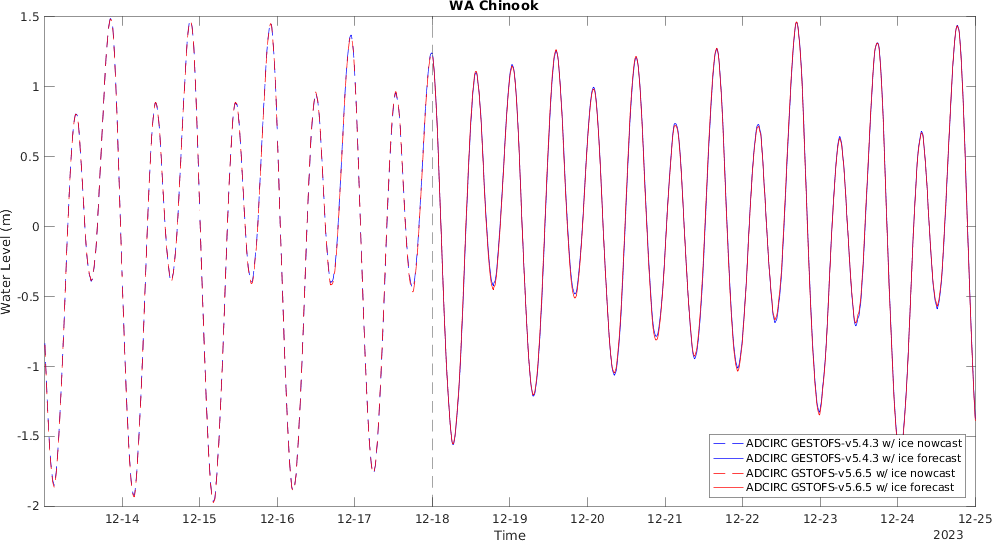 WA Chinook
1.5
1
0.5
0
-0.5
-1
-1.5
-2
Water Level (m)
ADCIRC GESTOFS-v5.4.3 w/ ice nowcast
ADCIRC GESTOFS-v5.4.3 w/ ice forecast
ADCIRC GSTOFS-v5.6.5 w/ ice nowcast
ADCIRC GSTOFS-v5.6.5 w/ ice forecast
12-14 12-15 12-16 12-17 12-18 12-19 12-20 12-21 12-22 12-23 12-24 12-25
Time 2023